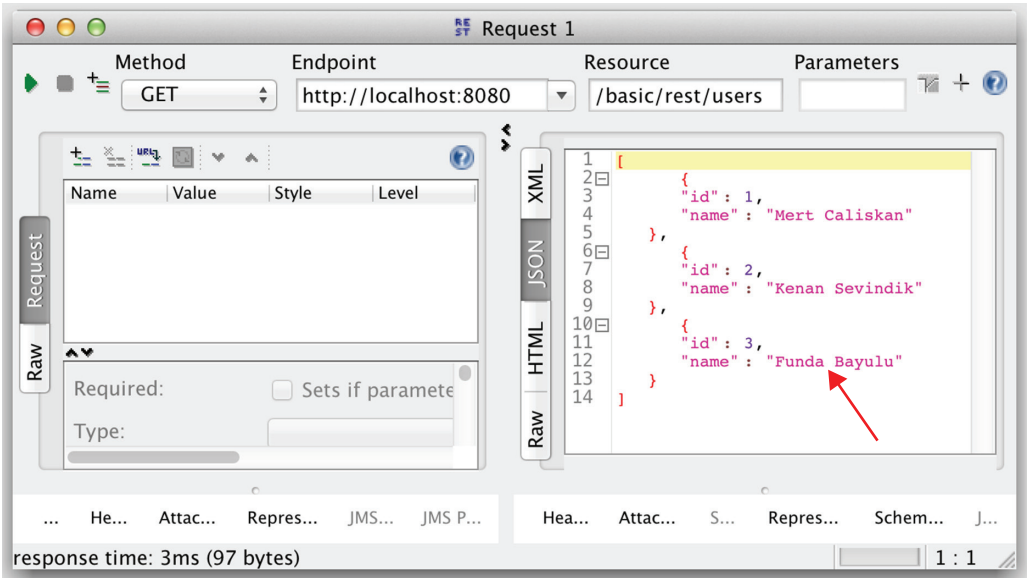 REST Request 1
Method Endpoint Resource Parameters
GET http://localhost:8080 /basic/rest/users
URL
Name Value Style Level
Request
Raw
Required: Sets if paramete
Type:
XML
JSON
HTML
Raw
1 [
2 {
3 "id": 1,
4 "name": "Mert Caliskan"
5 },
6 {
7 "id": 2,
8 "name": "Kenan Sevindik"
9 },
10 {
11 "id": 3,
12 "name": "Funda Bayulu"
13 }
14 ]
... He... Attac... Repres... JMS... JMS P...
Hea... Attac... S... Repres... Schem... J...
response time: 3ms (97 bytes) 1 : 1